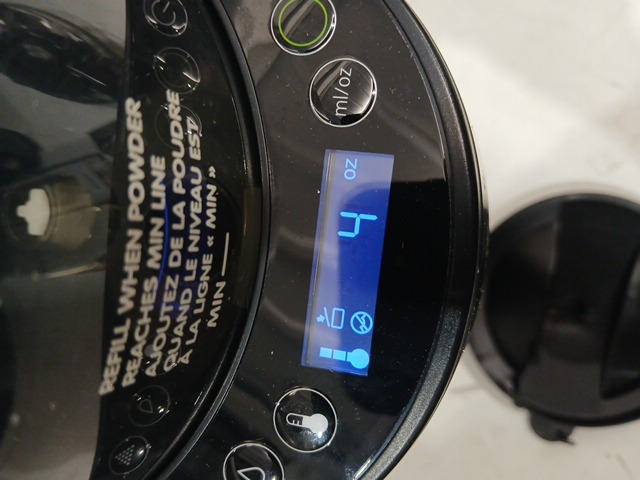 REFILL WHEN POWDER
REACHES MIN LINE
AJOUTEZ DE LA POUDRE
QUAND LE NIVEAU EST
À LA LIGNE « MIN »
MIN
4 oz
ml/oz